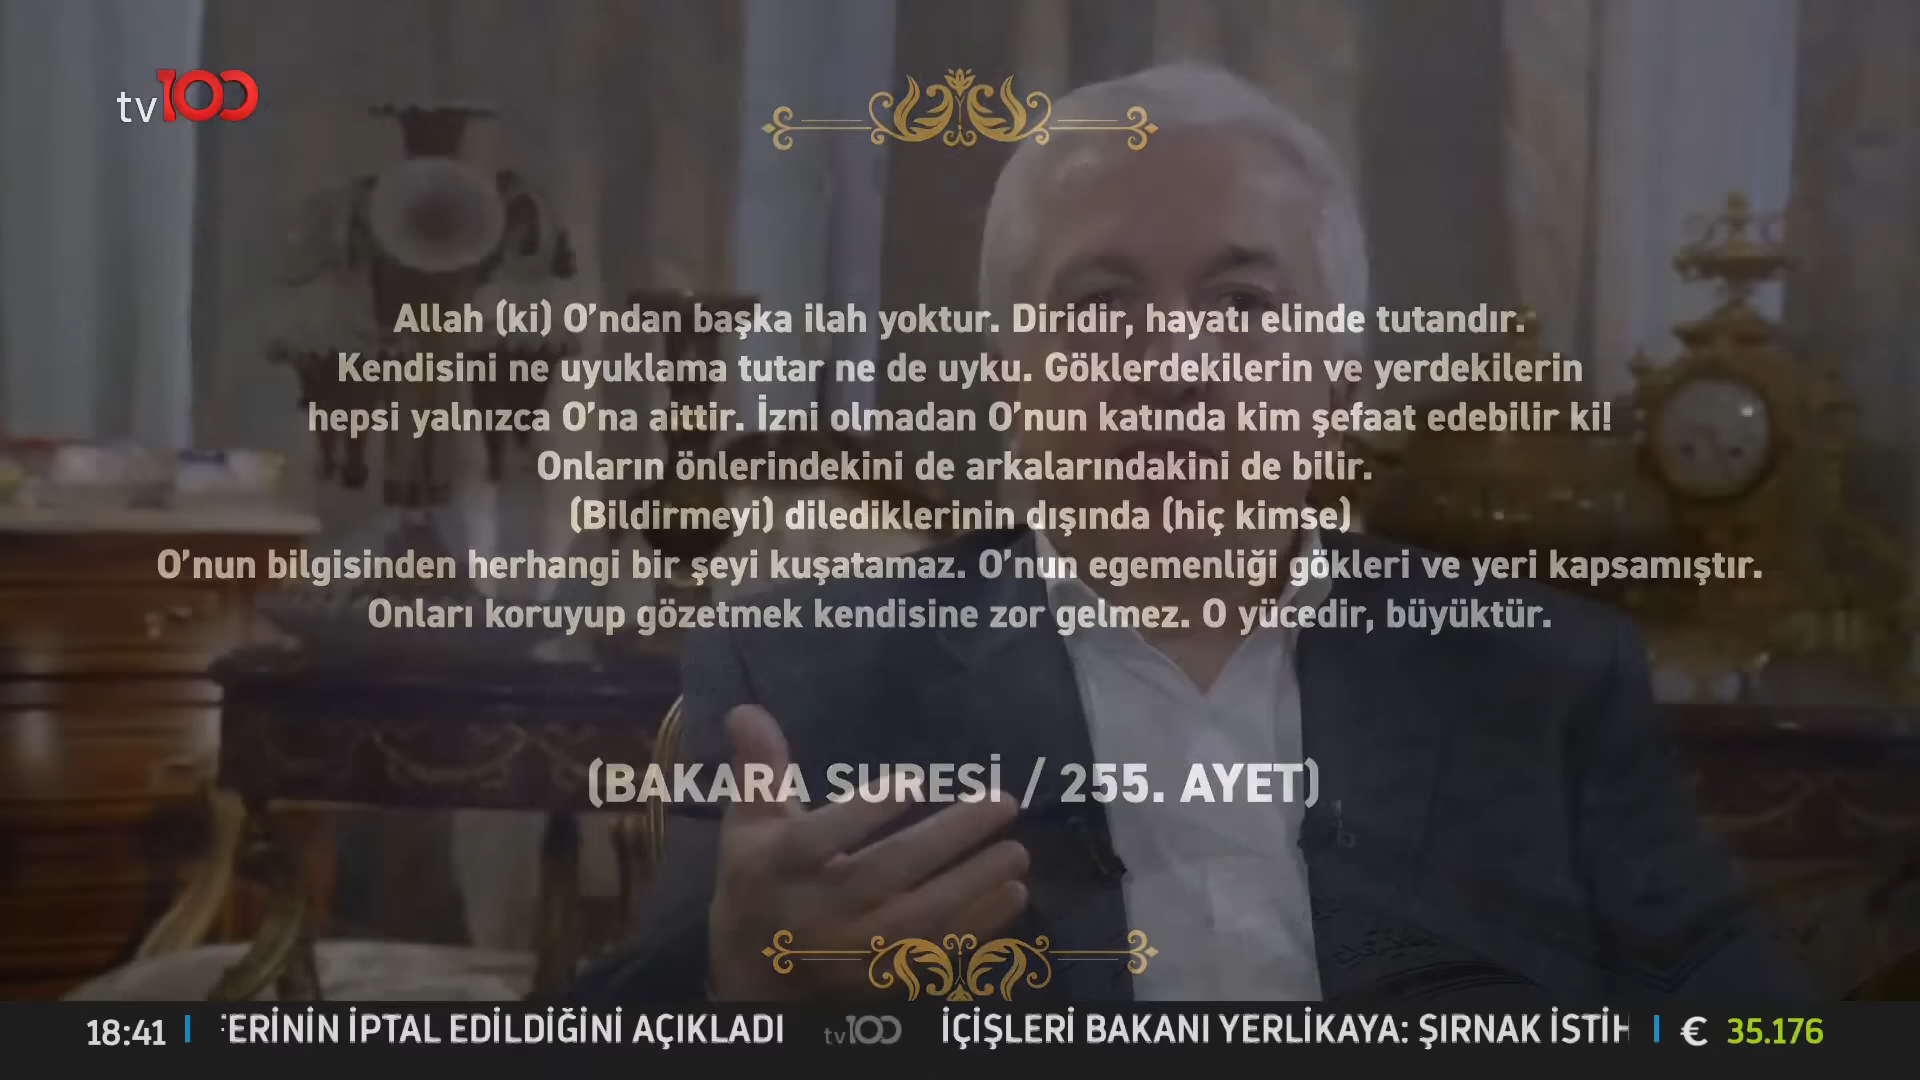 tv100
Allah (ki) O'ndan başka ilah yoktur. Diridir, hayatı elinde tutandır.
Kendisini ne uyuklama tutar ne de uyku. Göklerdekilerin ve yerdekilerin
hepsi yalnızca O'na aittir. İzni olmadan O'nun katında kim şefaat edebilir ki!
Onların önlerindekini de arkalarındakini de bilir.
(Bildirmeyi) dilediklerinin dışında (hiç kimse)
O'nun bilgisinden herhangi bir şeyi kuşatamaz. O'nun egemenliği gökleri ve yeri kapsamıştır.
Onları koruyup gözetmek kendisine zor gelmez. O yücedir, büyüktür.
(BAKARA SURESİ / 255. AYET)
18:41 ERİNİN İPTAL EDİLDİĞİNİ AÇIKLADI tv100 İÇİŞLERİ BAKANI YERLİKAYA: ŞIRNAK İSTİH € 35.176